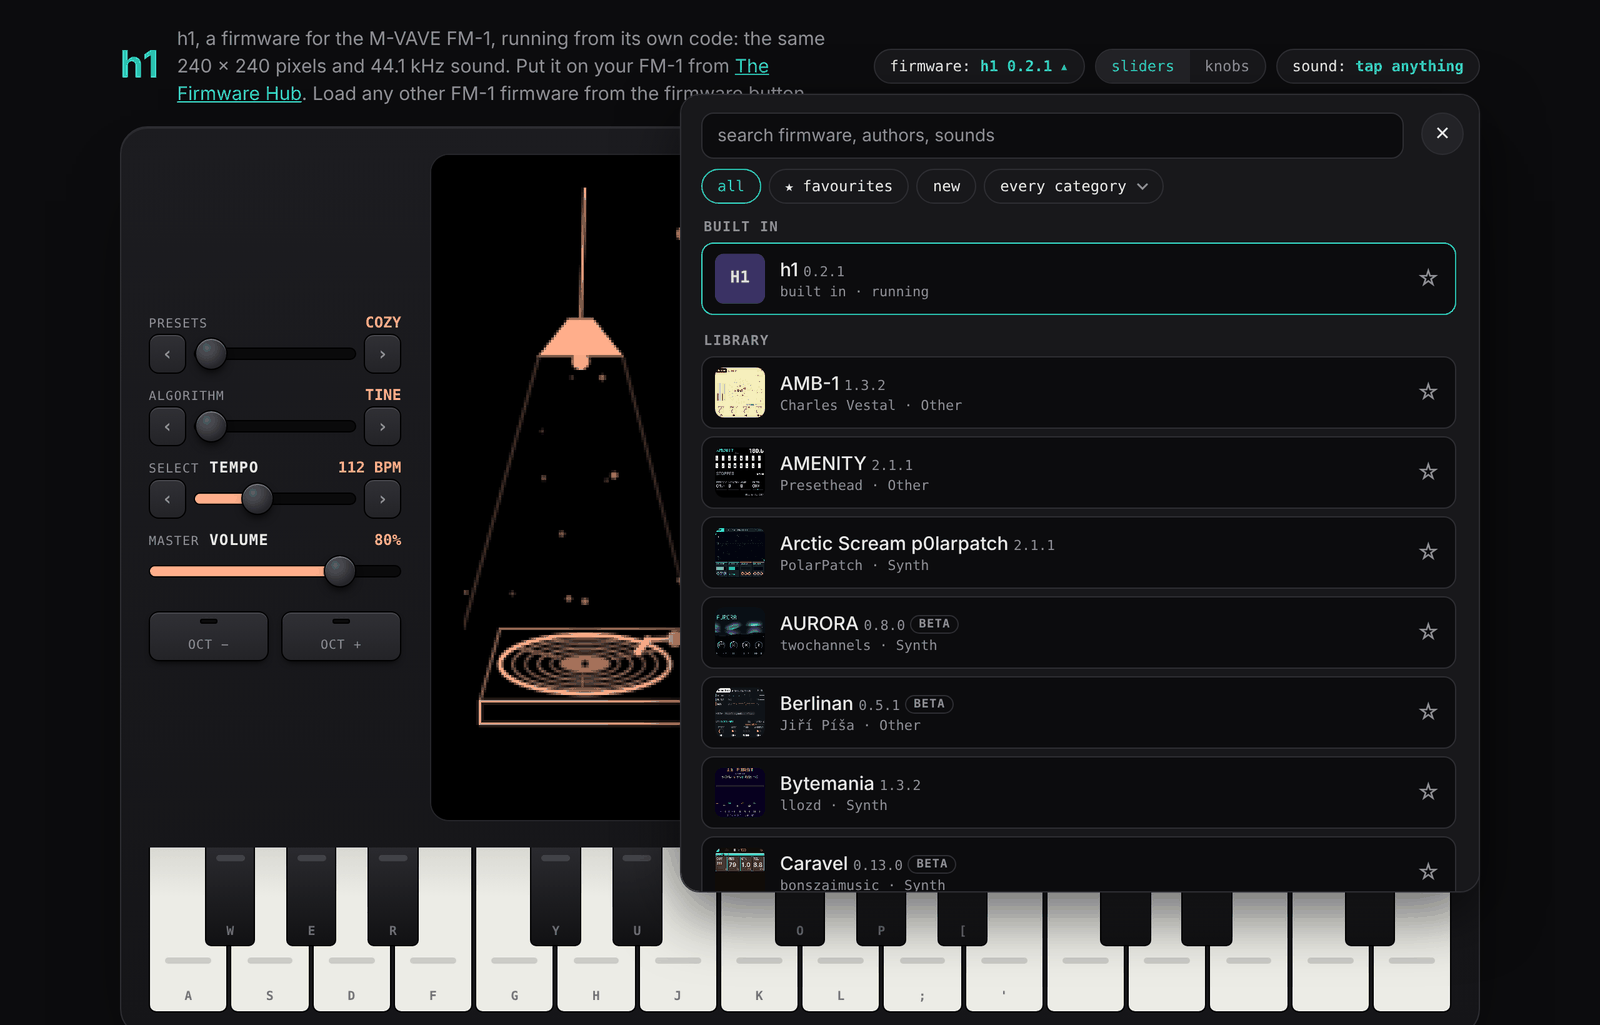 h1
h1, a firmware for the M-VAVE FM-1, running from its own code: the same
240 × 240 pixels and 44.1 kHz sound. Put it on your FM-1 from The
Firmware Hub. Load any other FM-1 firmware from the firmware button.
firmware: h1 0.2.1 ▴
sliders
knobs
sound: tap anything
search firmware, authors, sounds
✕
all
★ favourites
new
every category
BUILT IN
H1
h1 0.2.1
built in · running
LIBRARY
AMB-1 1.3.2
Charles Vestal · Other
AMENITY 2.1.1
Presethead · Other
Arctic Scream p0larpatch 2.1.1
PolarPatch · Synth
AURORA 0.8.0 BETA
twochannels · Synth
Berlinan 0.5.1 BETA
Jiří Píša · Other
Bytemania 1.3.2
llozd · Synth
Caravel 0.13.0 BETA
bonszaimusic · Synth
PRESETS COZY
‹ ›
ALGORITHM TINE
‹ ›
SELECT TEMPO 112 BPM
‹ ›
MASTER VOLUME 80%
OCT − OCT +
W E R Y U O P [
A S D F G H J K L ; '